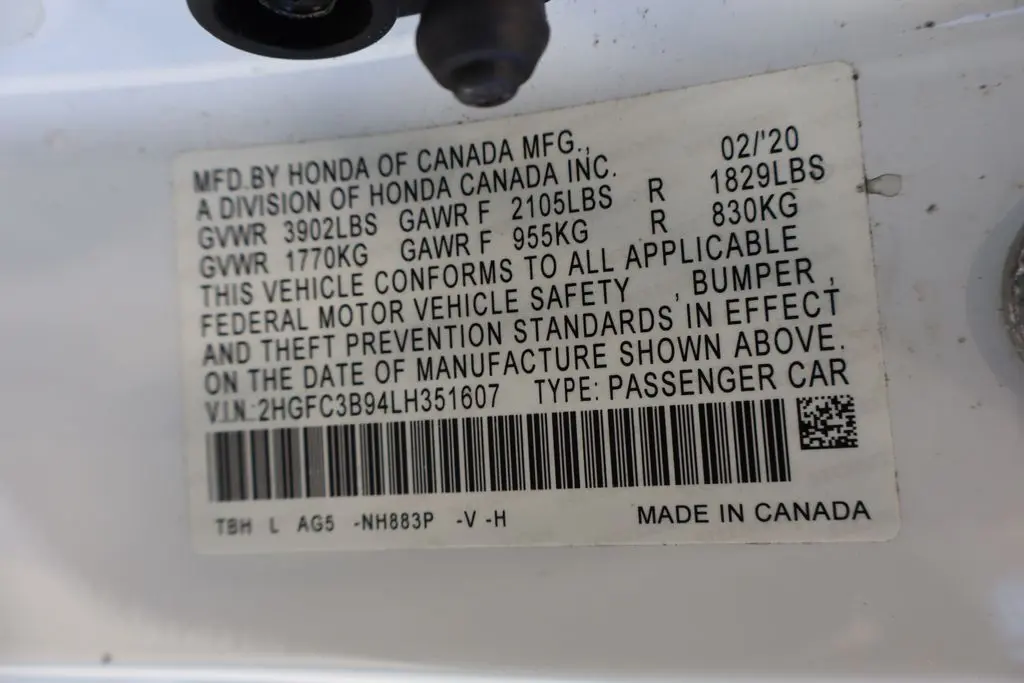 MFD.BY HONDA OF CANADA MFG., 02/'20
A DIVISION OF HONDA CANADA INC.
GVWR 3902LBS GAWR F 2105LBS R 1829LBS
GVWR 1770KG GAWR F 955KG R 830KG
THIS VEHICLE CONFORMS TO ALL APPLICABLE
FEDERAL MOTOR VEHICLE SAFETY , BUMPER ,
AND THEFT PREVENTION STANDARDS IN EFFECT
ON THE DATE OF MANUFACTURE SHOWN ABOVE.
V.I.N.:2HGFC3B94LH351607 TYPE: PASSENGER CAR
TBH L AG5 -NH883P -V -H MADE IN CANADA